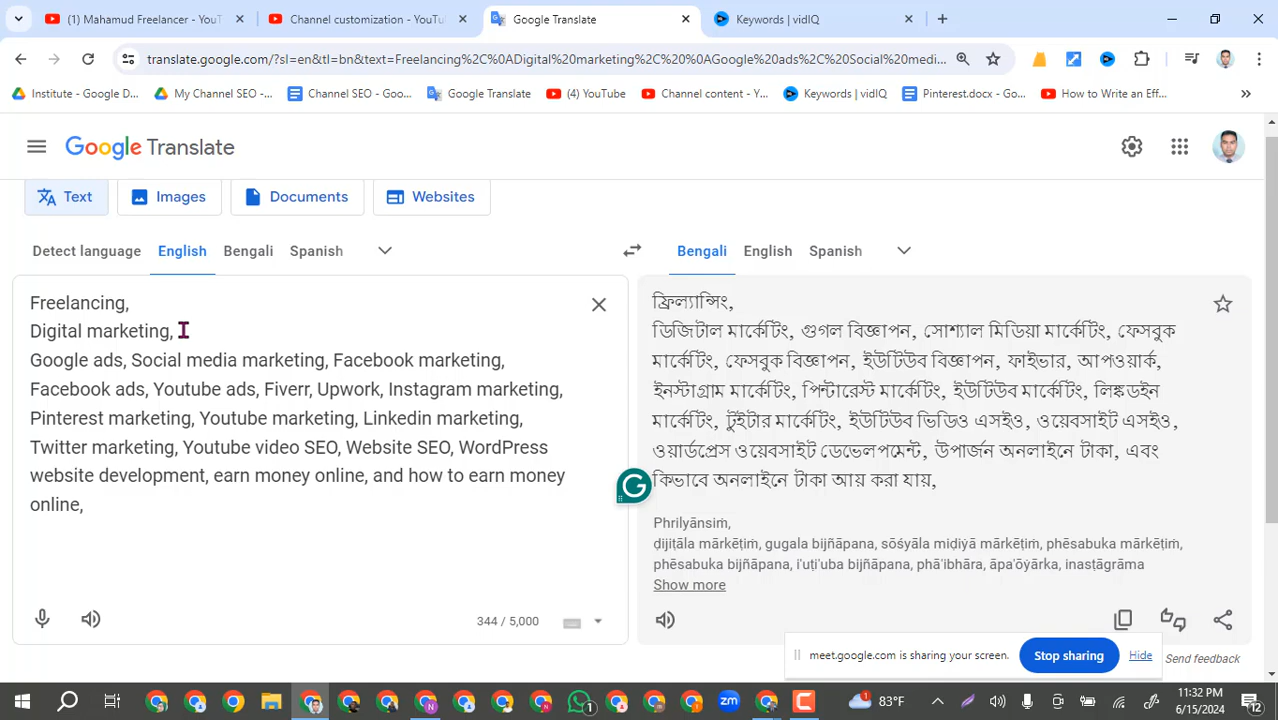 (1) Mahamud Freelancer - YouT
Channel customization - YouTu
Google Translate
Keywords | vidIQ
translate.google.com/?sl=en&tl=bn&text=Freelancing%2C%0ADigital%20marketing%2C%20%0AGoogle%20ads%2C%20Social%20medi...
Institute - Google D...
My Channel SEO -...
Channel SEO - Goo...
Google Translate
(4) YouTube
Channel content - Y...
Keywords | vidIQ
Pinterest.docx - Go...
How to Write an Eff...
Google Translate
Text
Images
Documents
Websites
Detect language
English
Bengali
Spanish
Bengali
English
Spanish
Freelancing,
Digital marketing,
Google ads, Social media marketing, Facebook marketing,
Facebook ads, Youtube ads, Fiverr, Upwork, Instagram marketing,
Pinterest marketing, Youtube marketing, Linkedin marketing,
Twitter marketing, Youtube video SEO, Website SEO, WordPress
website development, earn money online, and how to earn money
online,
344 / 5,000
ফ্রিল্যান্সিং,
ডিজিটাল মার্কেটিং, গুগল বিজ্ঞাপন, সোশ্যাল মিডিয়া মার্কেটিং, ফেসবুক
মার্কেটিং, ফেসবুক বিজ্ঞাপন, ইউটিউব বিজ্ঞাপন, ফাইভার, আপওয়ার্ক,
ইনস্টাগ্রাম মার্কেটিং, পিন্টারেস্ট মার্কেটিং, ইউটিউব মার্কেটিং, লিঙ্কডইন
মার্কেটিং, টুইটার মার্কেটিং, ইউটিউব ভিডিও এসইও, ওয়েবসাইট এসইও,
ওয়ার্ডপ্রেস ওয়েবসাইট ডেভেলপমেন্ট, উপার্জন অনলাইনে টাকা, এবং
কিভাবে অনলাইনে টাকা আয় করা যায়,
Phrilyānsiṁ,
ḍijiṭāla mārkēṭiṁ, gugala bijñāpana, sōśyāla miḍiẏā mārkēṭiṁ, phēsabuka mārkēṭiṁ,
phēsabuka bijñāpana, i'uṭi'uba bijñāpana, phā'ibhāra, āpa'ōẏārka, inasṭāgrāma
Show more
meet.google.com is sharing your screen.
Stop sharing
Hide
Send feedback
zm
1
1
83°F
11:32 PM
6/15/2024
12